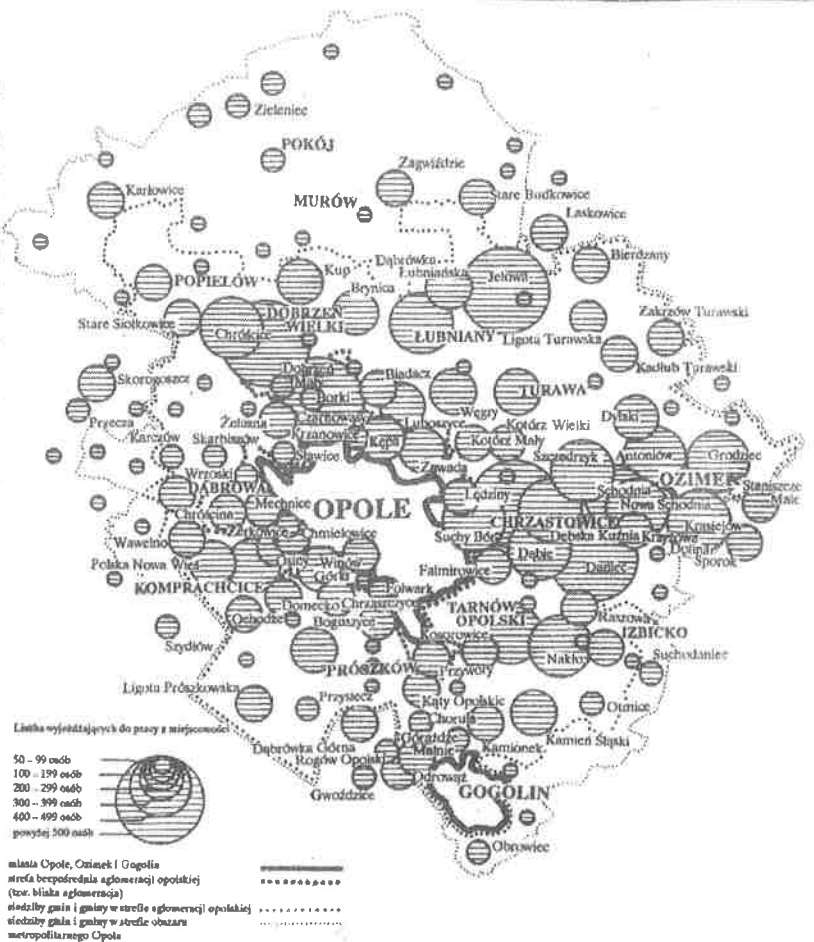 Zieleniec
POKÓJ
Zagwiździe
Karłowice
MURÓW
Stare Budkowice
Laskowice
Dąbrówka
Łubniańska
Bierdzany
POPIELÓW
Kup
Jełowa
Brynica
Stare Siołkowice
DOBRZEŃ
WIELKI
Chróścice
ŁUBNIANY
Ligota Turawska
Zakrzów Turawski
Kadłub Turawski
Skorogoszcz
Dobrzeń
Mały
Biadacz
Borki
TURAWA
Węgry
Przecza
Żelazna
Czarnowąsy
Luboszyce
Kotórz Wielki
Dylaki
Karczów
Skarbiszów
Krzanowice
Kępa
Kotórz Mały
Sławice
Zawada
Szczedrzyk
Antoniów
Grodziec
Wrzoski
OZIMEK
DĄBROWA
Lędziny
Schodnia
Staniszcze
Małe
Mechnice
OPOLE
Nowa Schodnia
Chróścina
CHRZĄSTOWICE
Krasiejów
Żerkowice
Chmielowice
Suchy Bór
Dębska Kuźnia
Krzyżowa
Wawelno
Dębie
Dolina
Polska Nowa Wieś
Osiny
Winów
Falmirowice
Sporok
Górki
Daniec
KOMPRACHCICE
Folwark
Domecko
Chrząszczyce
TARNÓW
OPOLSKI
Raszowa
Ochodze
Boguszyce
IZBICKO
Szydłów
Kosorowice
Nakło
PRÓSZKÓW
Przywory
Suchodaniec
Ligota Prószkowska
Przysiecz
Kąty Opolskie
Otmice
Chorula
Dąbrówka Górna
Górażdże
Kamień Śląski
Rogów Opolski
Malnie
Kamionek
Odrowąż
Gwoździce
GOGOLIN
Obrowiec
Liczba wyjeżdżających do pracy z miejscowości
50 – 99 osób
100 – 199 osób
200 – 299 osób
300 – 399 osób
400 – 499 osób
powyżej 500 osób
miasta Opole, Ozimek i Gogolin
strefa bezpośrednia aglomeracji opolskiej
(tzw. bliska aglomeracja)
siedziby gmin i gminy w strefie aglomeracji opolskiej
siedziby gmin i gminy w strefie obszaru
metropolitarnego Opola